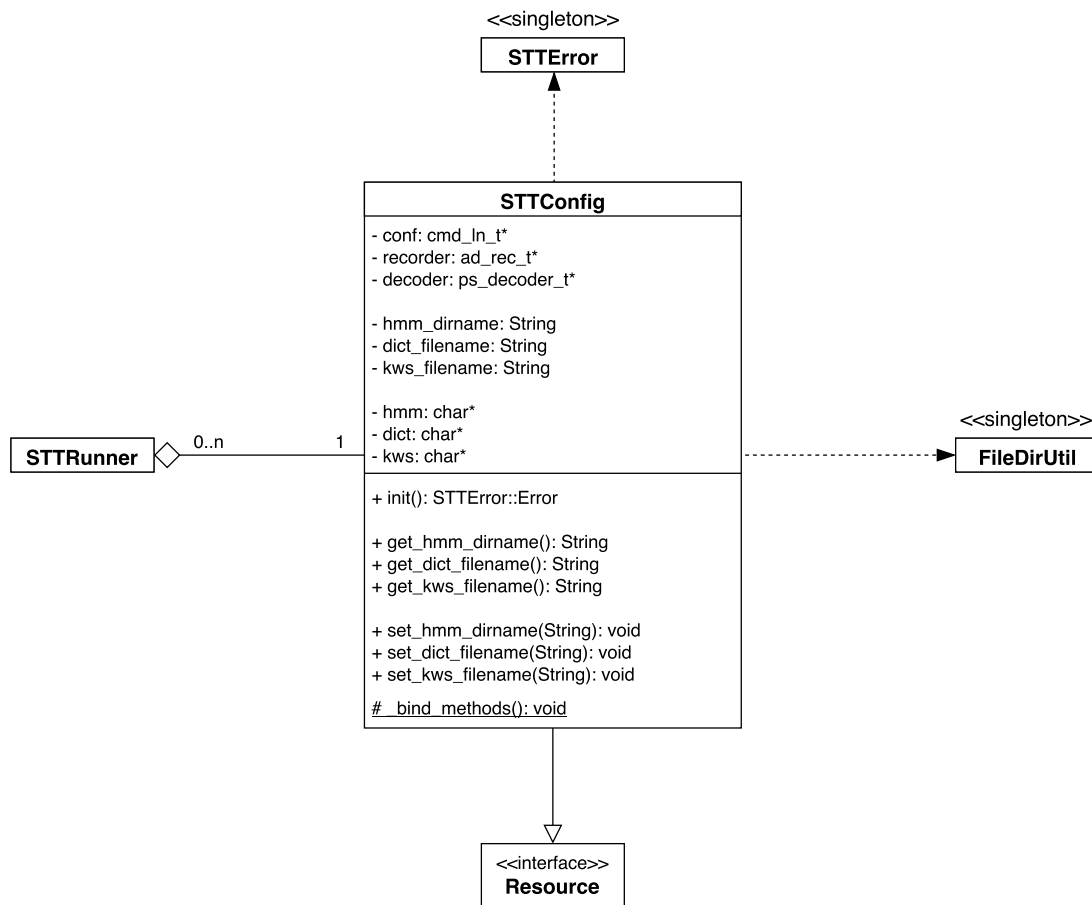 <<singleton>>
STTError
STTConfig
- conf: cmd_ln_t*
- recorder: ad_rec_t*
- decoder: ps_decoder_t*
- hmm_dirname: String
- dict_filename: String
- kws_filename: String
- hmm: char*
- dict: char*
- kws: char*
STTRunner
0..n
1
<<singleton>>
FileDirUtil
+ init(): STTError::Error
+ get_hmm_dirname(): String
+ get_dict_filename(): String
+ get_kws_filename(): String
+ set_hmm_dirname(String): void
+ set_dict_filename(String): void
+ set_kws_filename(String): void
# _bind_methods(): void
<<interface>>
Resource